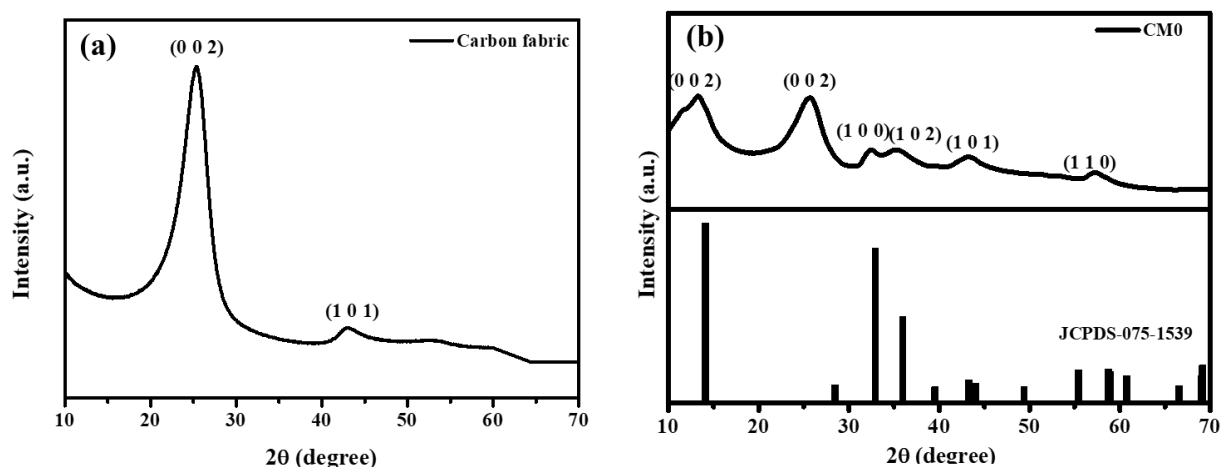 (a)
(0 0 2)
Carbon fabric
(1 0 1)
Intensity (a.u.)
10 20 30 40 50 60 70
2θ (degree)
(b)
CM0
(0 0 2)
(0 0 2)
(1 0 0)
(1 0 2)
(1 0 1)
(1 1 0)
Intensity (a.u.)
JCPDS-075-1539
10 20 30 40 50 60 70
2θ (degree)